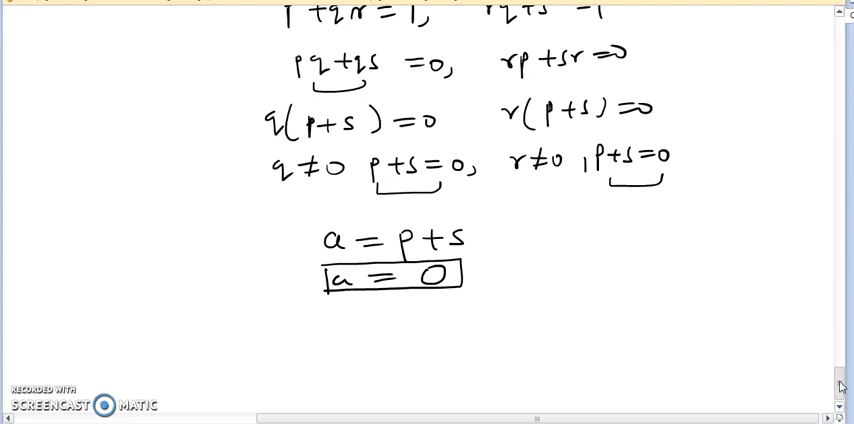 pq + qs = 0, rp + sr = 0
q(p+s) = 0 r(p+s) = 0
q ≠ 0 p+s = 0, r ≠ 0, p+s = 0
a = p+s
a = 0
RECORDED WITH
SCREENCAST MATIC